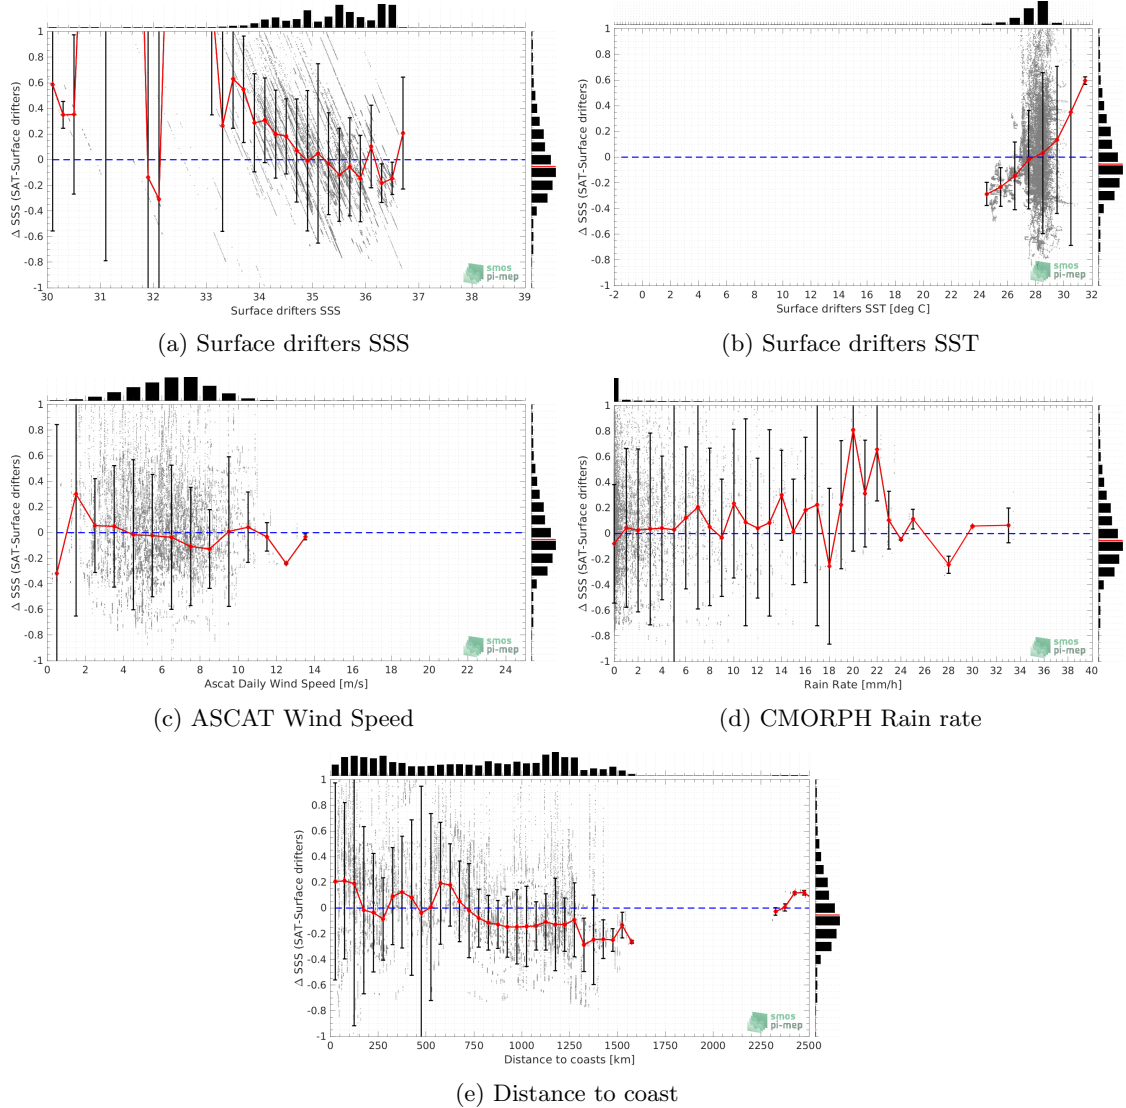 1
0.8
0.6
0.4
0.2
0
-0.2
-0.4
-0.6
-0.8
-1
Δ SSS (SAT-Surface drifters)
smos
pi-mep
30 31 32 33 34 35 36 37 38 39
Surface drifters SSS
(a) Surface drifters SSS
1
0.8
0.6
0.4
0.2
0
-0.2
-0.4
-0.6
-0.8
-1
Δ SSS (SAT-Surface drifters)
smos
pi-mep
-2 0 2 4 6 8 10 12 14 16 18 20 22 24 26 28 30 32
Surface drifters SST [deg C]
(b) Surface drifters SST
1
0.8
0.6
0.4
0.2
0
-0.2
-0.4
-0.6
-0.8
-1
Δ SSS (SAT-Surface drifters)
smos
pi-mep
0 2 4 6 8 10 12 14 16 18 20 22 24
Ascat Daily Wind Speed [m/s]
(c) ASCAT Wind Speed
1
0.8
0.6
0.4
0.2
0
-0.2
-0.4
-0.6
-0.8
-1
Δ SSS (SAT-Surface drifters)
smos
pi-mep
0 2 4 6 8 10 12 14 16 18 20 22 24 26 28 30 32 34 36 38 40
Rain Rate [mm/h]
(d) CMORPH Rain rate
1
0.8
0.6
0.4
0.2
0
-0.2
-0.4
-0.6
-0.8
-1
Δ SSS (SAT-Surface drifters)
smos
pi-mep
0 250 500 750 1000 1250 1500 1750 2000 2250 2500
Distance to coasts [km]
(e) Distance to coast